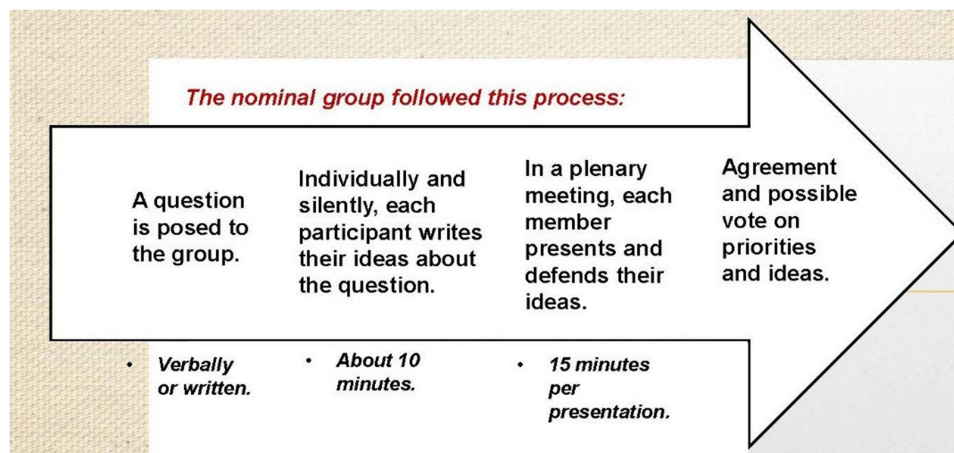 The nominal group followed this process:
A question
is posed to
the group.
Individually and
silently, each
participant writes
their ideas about
the question.
In a plenary
meeting, each
member
presents and
defends their
ideas.
Agreement
and possible
vote on
priorities
and ideas.
• Verbally
or written.
• About 10
minutes.
• 15 minutes
per
presentation.